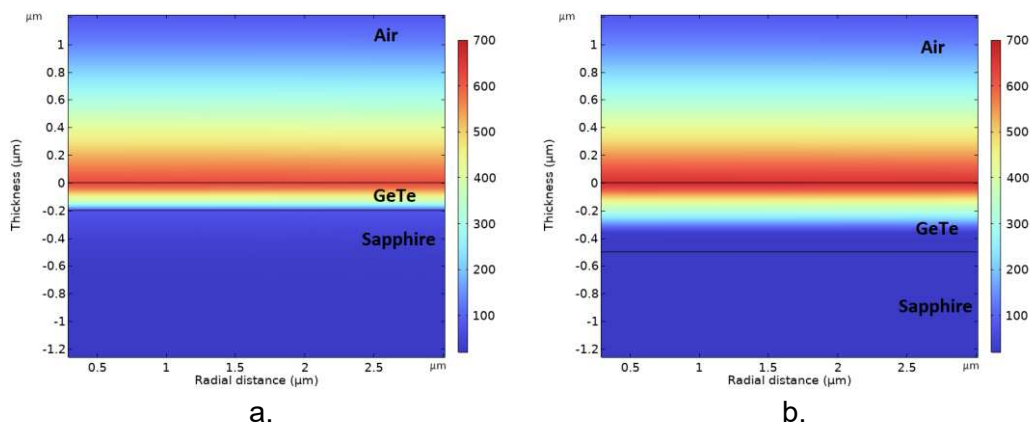 µm
Air
1
0.8
0.6
0.4
0.2
0
-0.2
-0.4
-0.6
-0.8
-1
-1.2
Thickness (µm)
GeTe
Sapphire
0.5 1 1.5 2 2.5 µm
Radial distance (µm)
700
600
500
400
300
200
100
a.
µm
Air
1
0.8
0.6
0.4
0.2
0
-0.2
-0.4
-0.6
-0.8
-1
-1.2
Thickness (µm)
GeTe
Sapphire
0.5 1 1.5 2 2.5 µm
Radial distance (µm)
700
600
500
400
300
200
100
b.